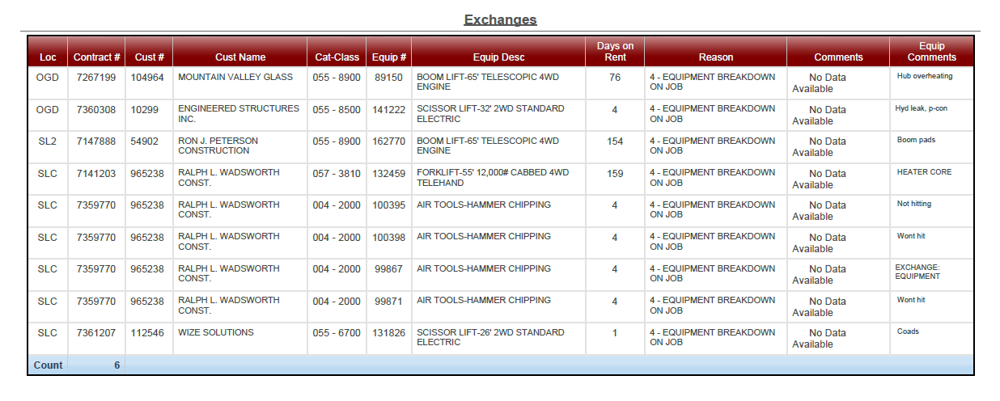 Exchanges
Loc Contract # Cust # Cust Name Cat-Class Equip # Equip Desc Days on Rent Reason Comments Equip Comments
OGD 7267199 104964 MOUNTAIN VALLEY GLASS 055 - 8900 89150 BOOM LIFT-65' TELESCOPIC 4WD ENGINE 76 4 - EQUIPMENT BREAKDOWN ON JOB No Data Available Hub overheating
OGD 7360308 10299 ENGINEERED STRUCTURES INC. 055 - 8500 141222 SCISSOR LIFT-32' 2WD STANDARD ELECTRIC 4 4 - EQUIPMENT BREAKDOWN ON JOB No Data Available Hyd leak, p-con
SL2 7147888 54902 RON J. PETERSON CONSTRUCTION 055 - 8900 162770 BOOM LIFT-65' TELESCOPIC 4WD ENGINE 154 4 - EQUIPMENT BREAKDOWN ON JOB No Data Available Boom pads
SLC 7141203 965238 RALPH L. WADSWORTH CONST. 057 - 3810 132459 FORKLIFT-55' 12,000# CABBED 4WD TELEHAND 159 4 - EQUIPMENT BREAKDOWN ON JOB No Data Available HEATER CORE
SLC 7359770 965238 RALPH L. WADSWORTH CONST. 004 - 2000 100395 AIR TOOLS-HAMMER CHIPPING 4 4 - EQUIPMENT BREAKDOWN ON JOB No Data Available Not hitting
SLC 7359770 965238 RALPH L. WADSWORTH CONST. 004 - 2000 100398 AIR TOOLS-HAMMER CHIPPING 4 4 - EQUIPMENT BREAKDOWN ON JOB No Data Available Wont hit
SLC 7359770 965238 RALPH L. WADSWORTH CONST. 004 - 2000 99867 AIR TOOLS-HAMMER CHIPPING 4 4 - EQUIPMENT BREAKDOWN ON JOB No Data Available EXCHANGE: EQUIPMENT
SLC 7359770 965238 RALPH L. WADSWORTH CONST. 004 - 2000 99871 AIR TOOLS-HAMMER CHIPPING 4 4 - EQUIPMENT BREAKDOWN ON JOB No Data Available Wont hit
SLC 7361207 112546 WIZE SOLUTIONS 055 - 6700 131826 SCISSOR LIFT-26' 2WD STANDARD ELECTRIC 1 4 - EQUIPMENT BREAKDOWN ON JOB No Data Available Coads
Count 6